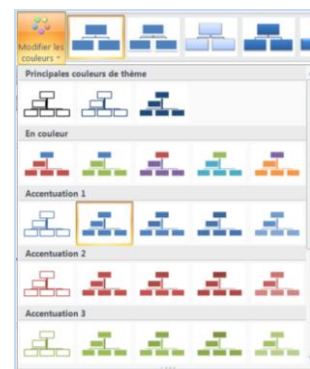 Modifier les
couleurs
Principales couleurs de thème
En couleur
Accentuation 1
Accentuation 2
Accentuation 3